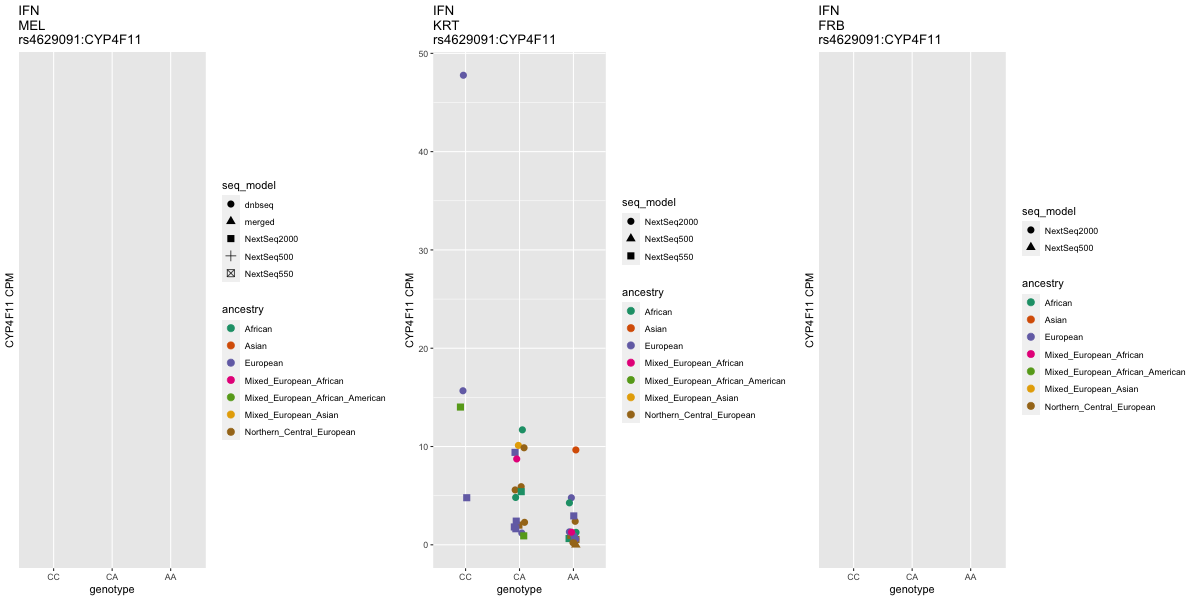 IFN
MEL
rs4629091:CYP4F11
CYP4F11 CPM
CC
CA
AA
genotype
seq_model
dnbseq
merged
NextSeq2000
NextSeq500
NextSeq550
ancestry
African
Asian
European
Mixed_European_African
Mixed_European_African_American
Mixed_European_Asian
Northern_Central_European
IFN
KRT
rs4629091:CYP4F11
CYP4F11 CPM
50
40
30
20
10
0
CC
CA
AA
genotype
seq_model
NextSeq2000
NextSeq500
NextSeq550
ancestry
African
Asian
European
Mixed_European_African
Mixed_European_African_American
Mixed_European_Asian
Northern_Central_European
IFN
FRB
rs4629091:CYP4F11
CYP4F11 CPM
CC
CA
AA
genotype
seq_model
NextSeq2000
NextSeq500
ancestry
African
Asian
European
Mixed_European_African
Mixed_European_African_American
Mixed_European_Asian
Northern_Central_European